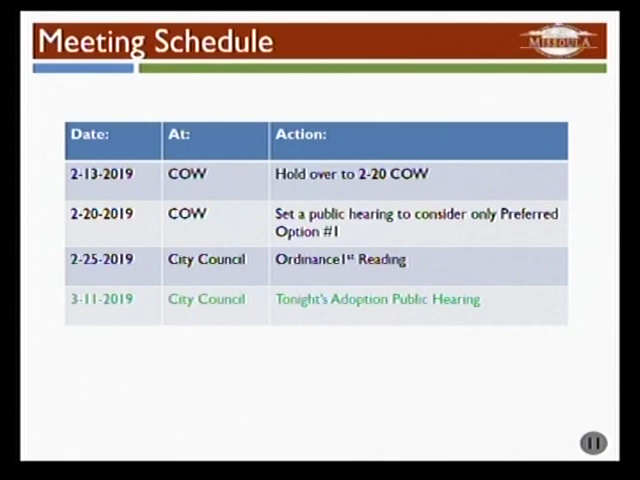 Meeting Schedule
MISSOULA
Date: At: Action:
2-13-2019 COW Hold over to 2-20 COW
2-20-2019 COW Set a public hearing to consider only Preferred
Option #1
2-25-2019 City Council Ordinance1st Reading
3-11-2019 City Council Tonight's Adoption Public Hearing